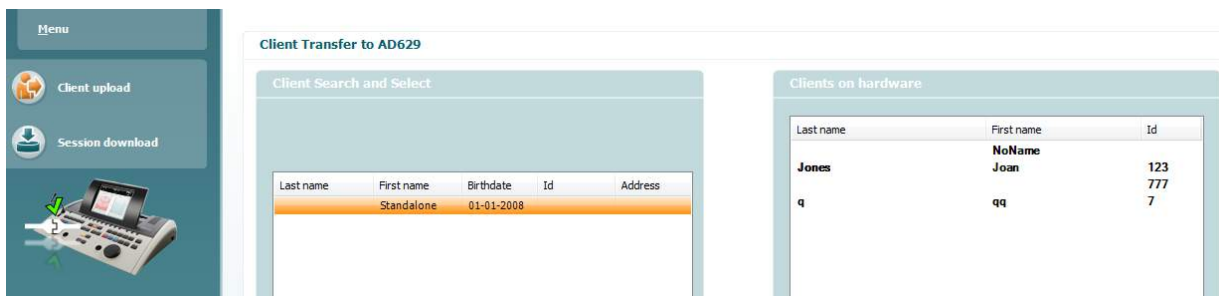 Menu
Client upload
Session download
Client Transfer to AD629
Client Search and Select
Last name First name Birthdate Id Address
Standalone 01-01-2008
Clients on hardware
Last name First name Id
NoName
Jones Joan 123
777
q qq 7